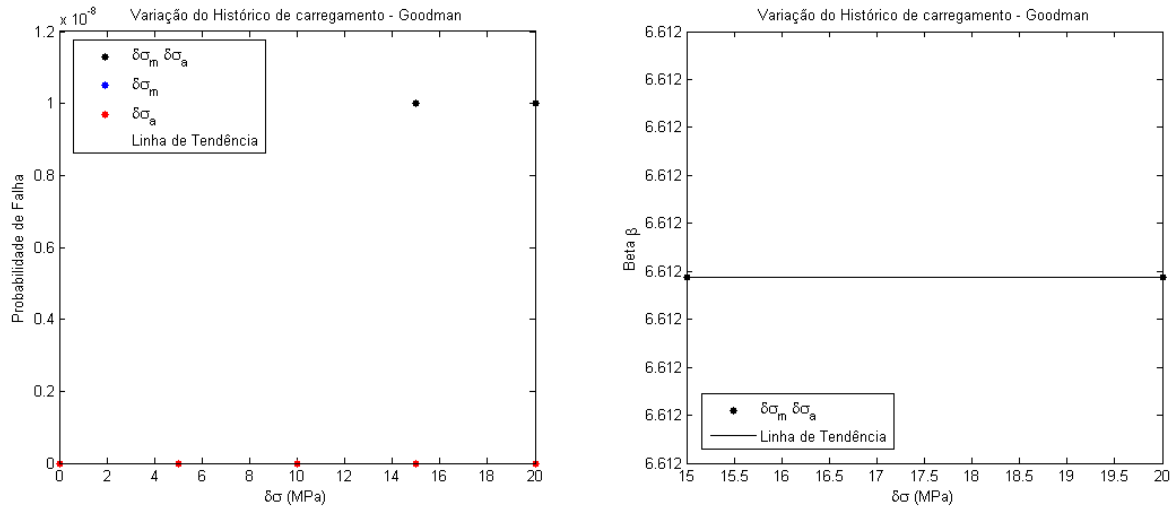 Variação do Histórico de carregamento - Goodman
x 10⁻⁸
1.2
1
0.8
0.6
0.4
0.2
0
Probabilidade de Falha
δσm δσa
δσm
δσa
Linha de Tendência
0 2 4 6 8 10 12 14 16 18 20
δσ (MPa)
Variação do Histórico de carregamento - Goodman
6.612
6.612
6.612
6.612
6.612
6.612
6.612
6.612
6.612
6.612
Beta β
δσm δσa
Linha de Tendência
15 15.5 16 16.5 17 17.5 18 18.5 19 19.5 20
δσ (MPa)